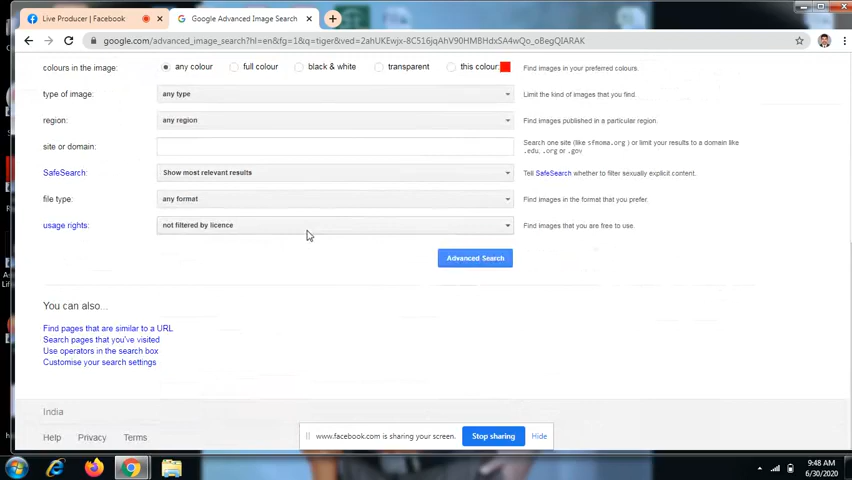 Live Producer | Facebook
Google Advanced Image Search
google.com/advanced_image_search?hl=en&fg=1&q=tiger&ved=2ahUKEwjx-8C516jqAhV90HMBHdxSA4wQo_oBegQIARAK
colours in the image: any colour full colour black & white transparent this colour: Find images in your preferred colours.
type of image: any type Limit the kind of images that you find.
region: any region Find images published in a particular region.
site or domain: Search one site (like sfmoma.org ) or limit your results to a domain like
.edu, .org or .gov
SafeSearch: Show most relevant results Tell SafeSearch whether to filter sexually explicit content.
file type: any format Find images in the format that you prefer.
usage rights: not filtered by licence Find images that you are free to use.
Advanced Search
You can also...
Find pages that are similar to a URL
Search pages that you've visited
Use operators in the search box
Customise your search settings
India
Help Privacy Terms
www.facebook.com is sharing your screen. Stop sharing Hide
9:48 AM
6/30/2020